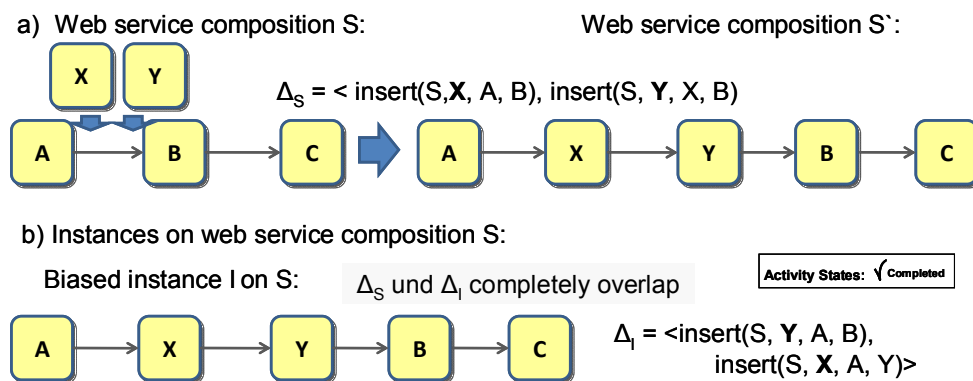 a) Web service composition S: Web service composition S`:
X Y
ΔS = < insert(S,X, A, B), insert(S, Y, X, B)
A B C A X Y B C
b) Instances on web service composition S:
Biased instance I on S: ΔS und ΔI completely overlap
Activity States: √ Completed
A X Y B C
ΔI = <insert(S, Y, A, B),
insert(S, X, A, Y)>